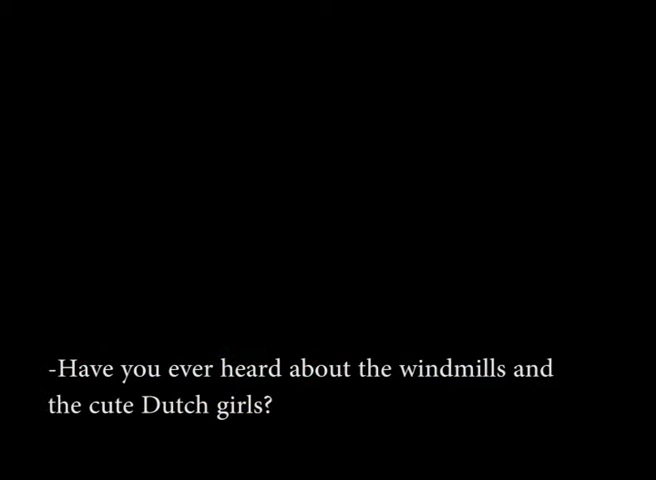 -Have you ever heard about the windmills and
the cute Dutch girls?